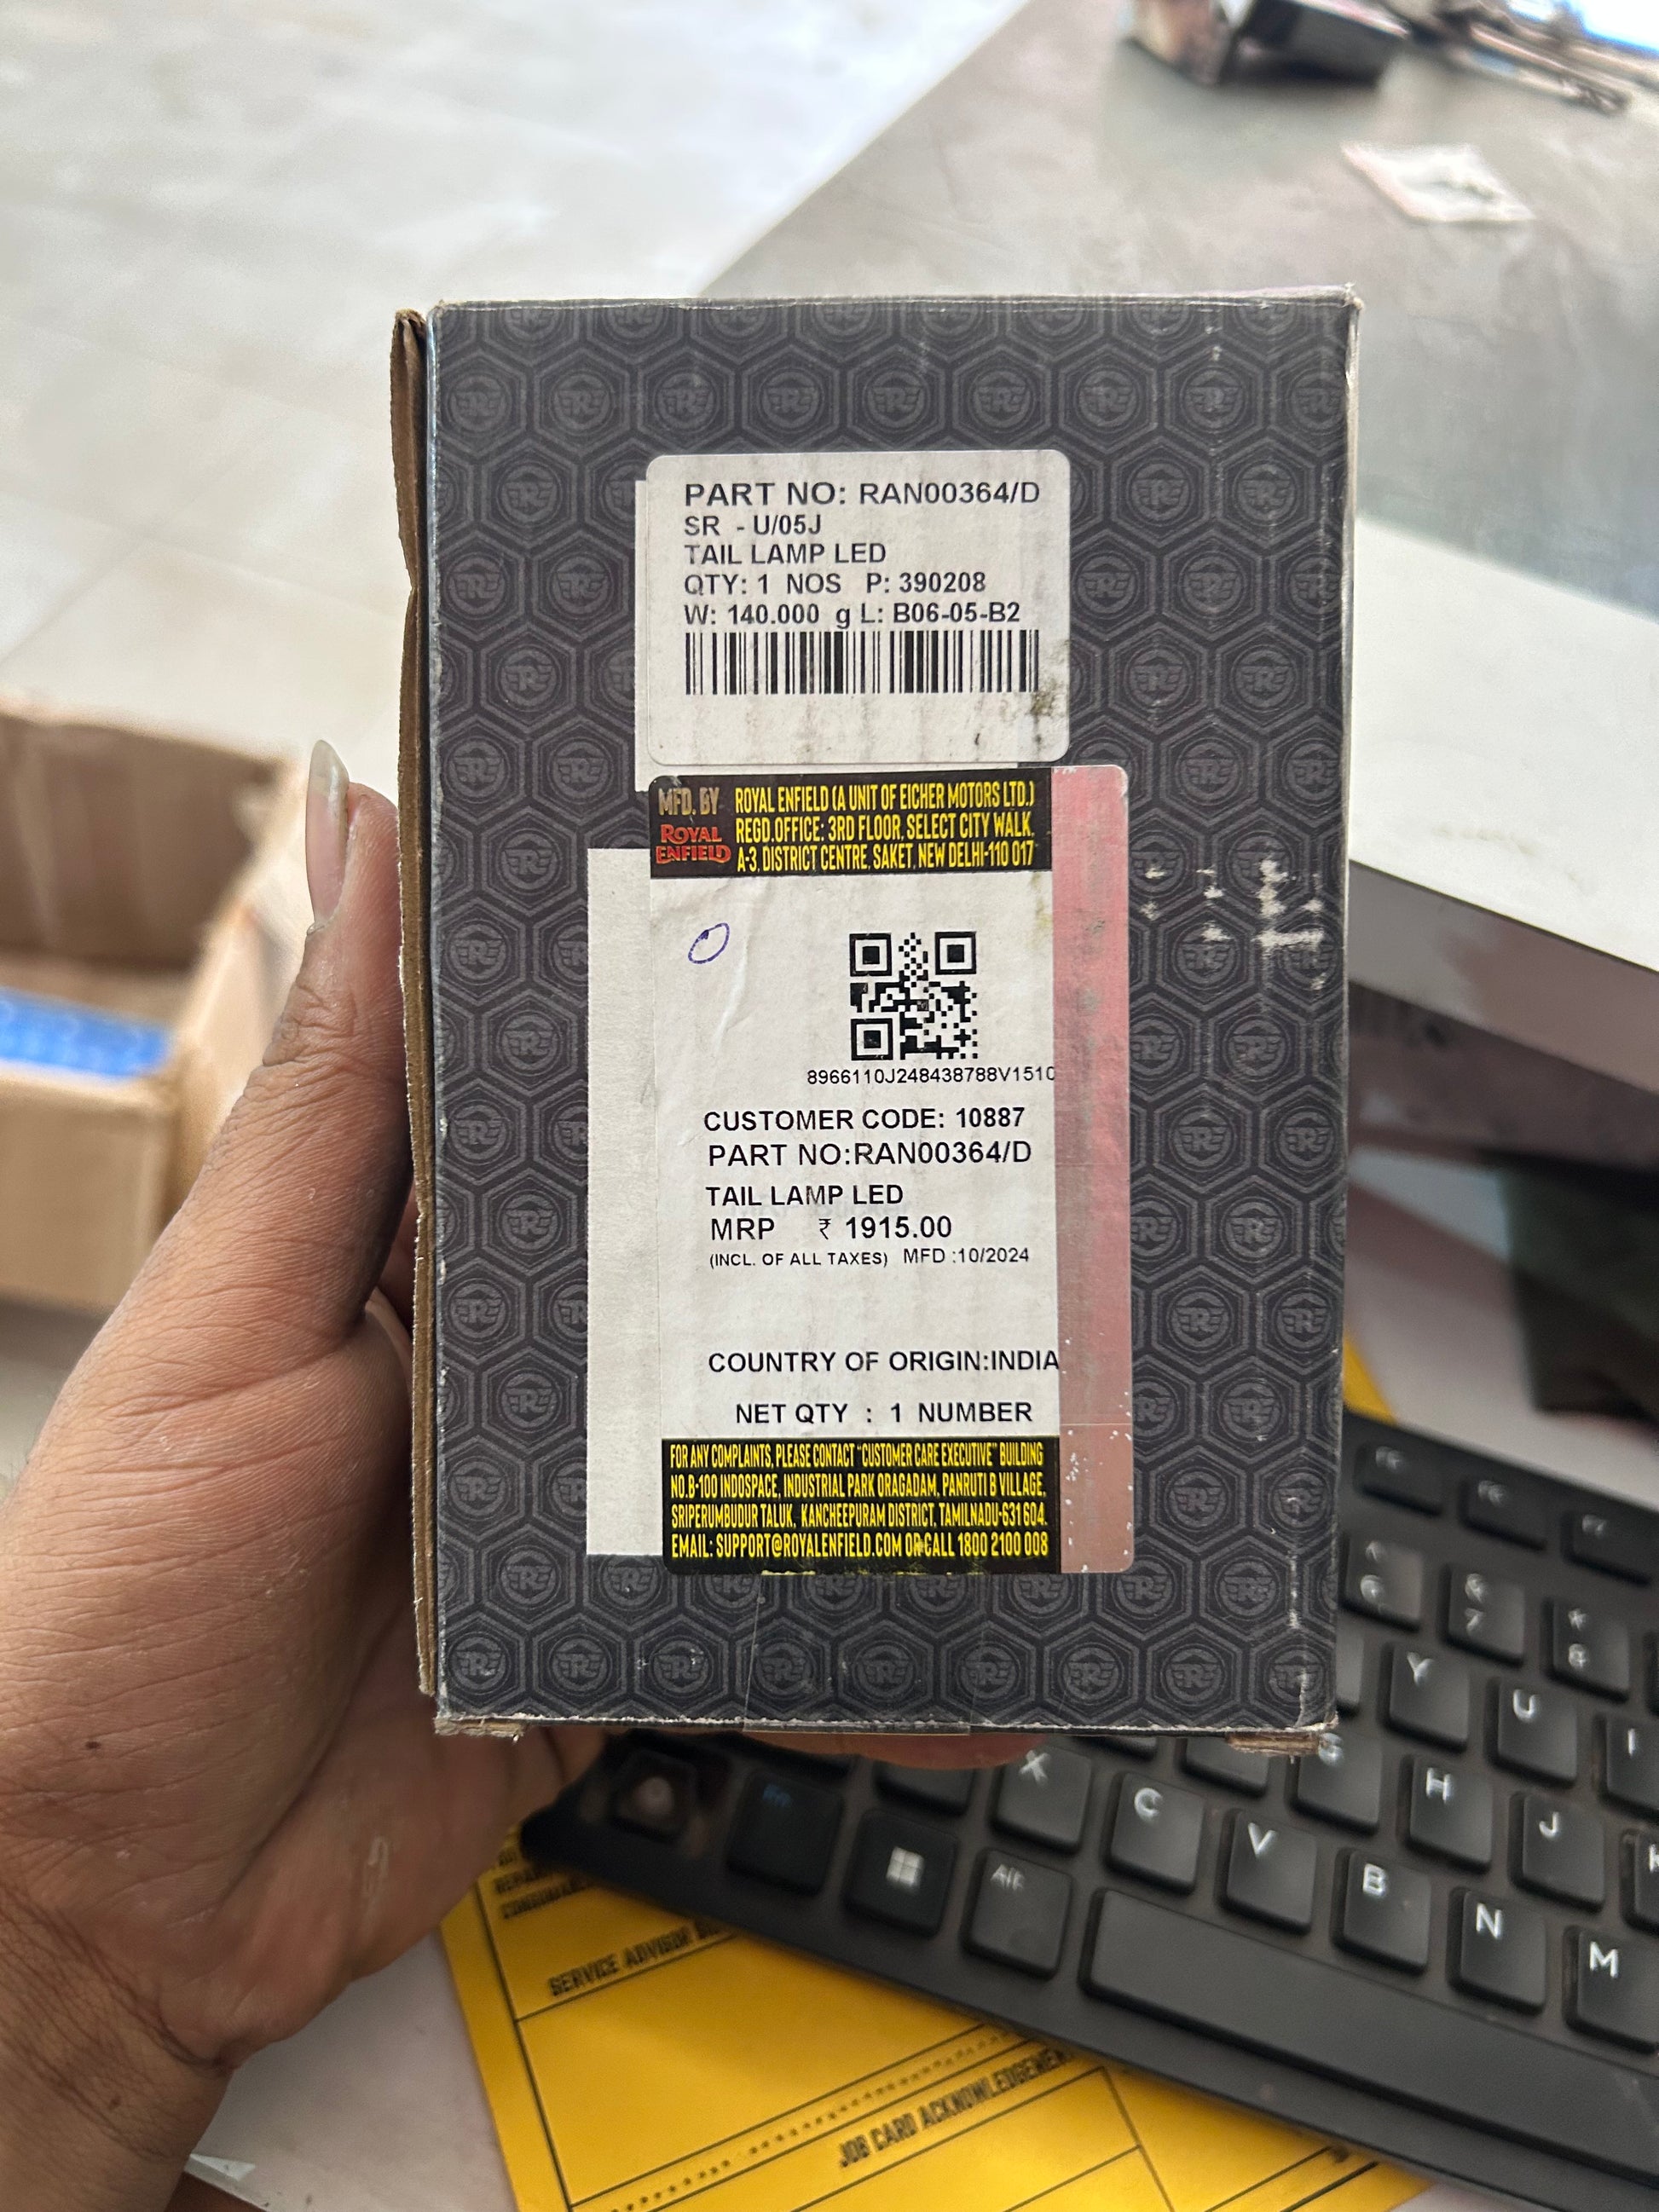 PART NO: RAN00364/D
SR - U/05J
TAIL LAMP LED
QTY: 1 NOS P: 390208
W: 140.000 g L: B06-05-B2
MFD. BY
ROYAL ENFIELD
ROYAL ENFIELD (A UNIT OF EICHER MOTORS LTD.)
REGD.OFFICE: 3RD FLOOR, SELECT CITY WALK,
A-3, DISTRICT CENTRE, SAKET, NEW DELHI-110 017
8966110J248438788V1510
CUSTOMER CODE: 10887
PART NO:RAN00364/D
TAIL LAMP LED
MRP ₹ 1915.00
(INCL. OF ALL TAXES) MFD :10/2024
COUNTRY OF ORIGIN:INDIA
NET QTY : 1 NUMBER
FOR ANY COMPLAINTS, PLEASE CONTACT "CUSTOMER CARE EXECUTIVE" BUILDING
NO.B-100 INDOSPACE, INDUSTRIAL PARK ORAGADAM, PANRUTI B VILLAGE,
SRIPERUMBUDUR TALUK, KANCHEEPURAM DISTRICT, TAMILNADU-631 604.
EMAIL: SUPPORT@ROYALENFIELD.COM OR CALL 1800 2100 008
7
8
Y
U
I
G
H
J
X
C
V
B
N
M
Alt
SERVICE ADVISOR
JOB CARD ACKNOWLEDGEMENT